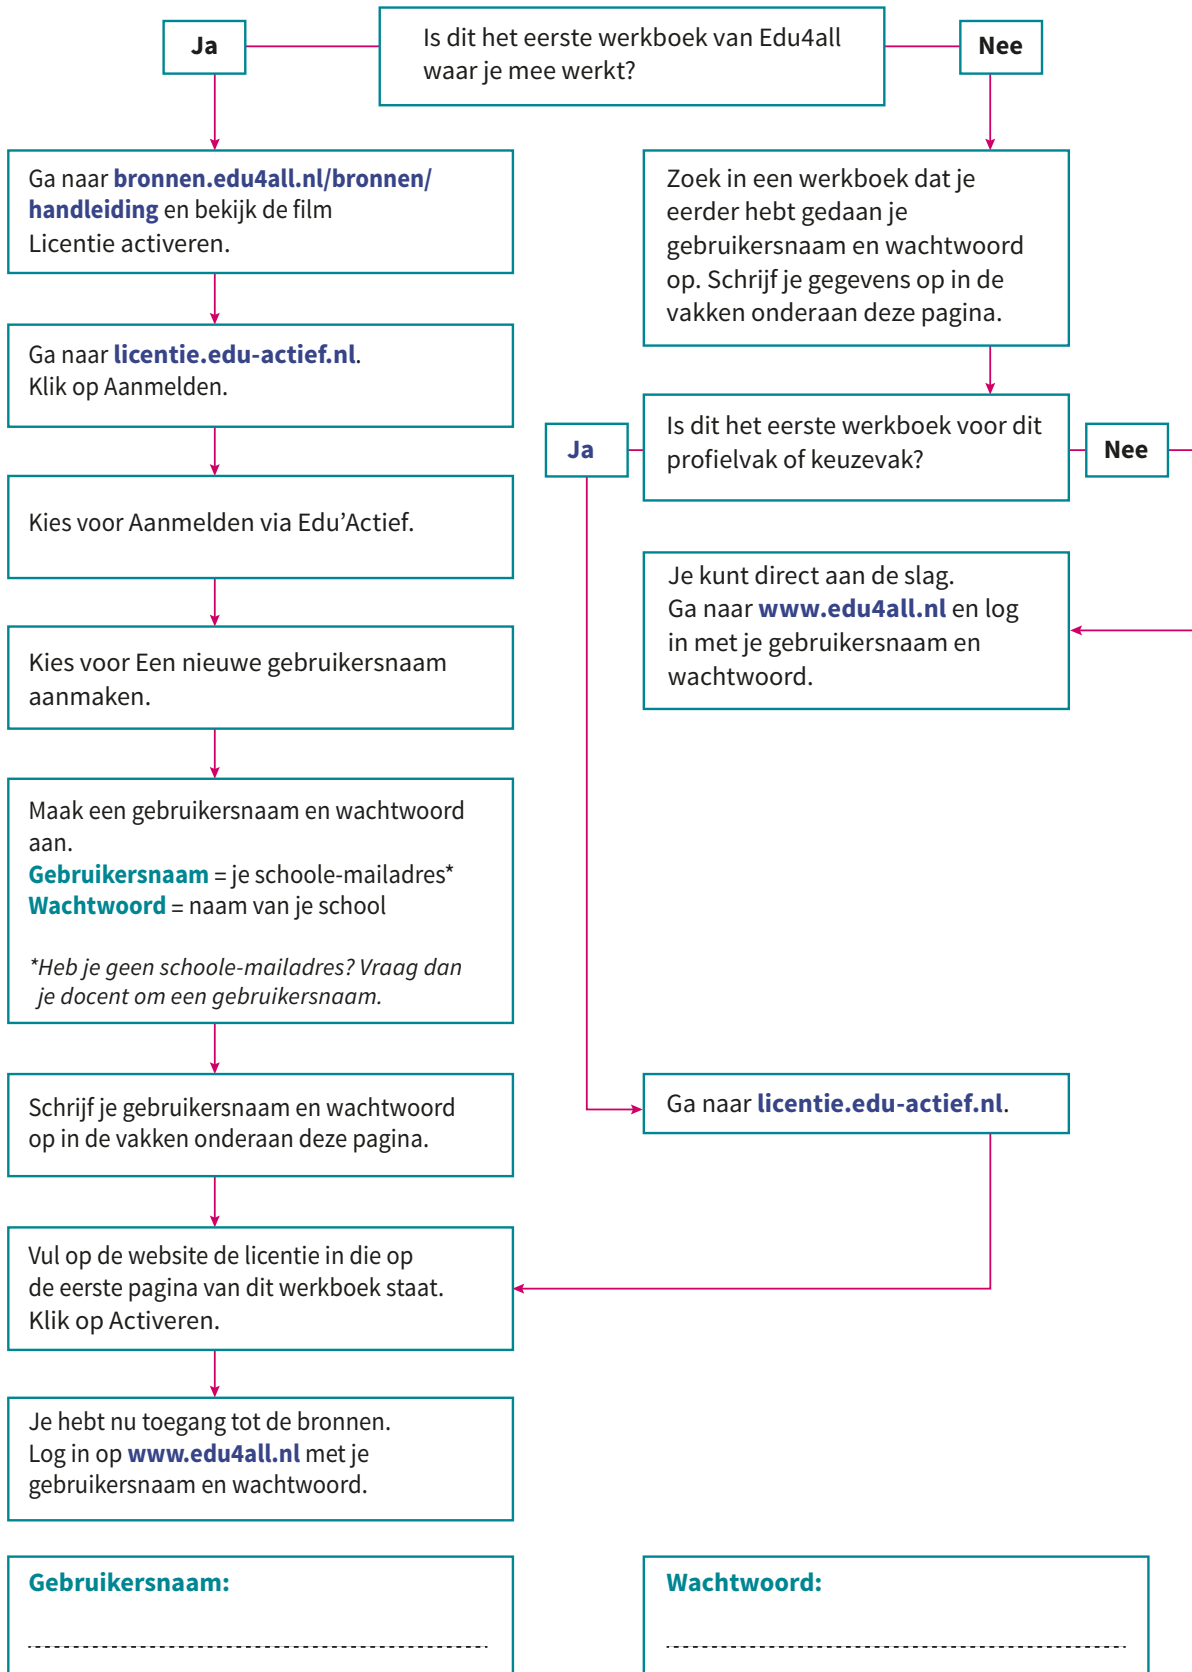 Is dit het eerste werkboek van Edu4all
waar je mee werkt?
Ja
Nee
Ga naar bronnen.edu4all.nl/bronnen/
handleiding en bekijk de film
Licentie activeren.
Ga naar licentie.edu-actief.nl.
Klik op Aanmelden.
Kies voor Aanmelden via Edu’Actief.
Kies voor Een nieuwe gebruikersnaam
aanmaken.
Maak een gebruikersnaam en wachtwoord
aan.
Gebruikersnaam = je schoole-mailadres*
Wachtwoord = naam van je school
*Heb je geen schoole-mailadres? Vraag dan
je docent om een gebruikersnaam.
Schrijf je gebruikersnaam en wachtwoord
op in de vakken onderaan deze pagina.
Vul op de website de licentie in die op
de eerste pagina van dit werkboek staat.
Klik op Activeren.
Je hebt nu toegang tot de bronnen.
Log in op www.edu4all.nl met je
gebruikersnaam en wachtwoord.
Zoek in een werkboek dat je
eerder hebt gedaan je
gebruikersnaam en wachtwoord
op. Schrijf je gegevens op in de
vakken onderaan deze pagina.
Is dit het eerste werkboek voor dit
profielvak of keuzevak?
Ja
Nee
Je kunt direct aan de slag.
Ga naar www.edu4all.nl en log
in met je gebruikersnaam en
wachtwoord.
Ga naar licentie.edu-actief.nl.
Gebruikersnaam:
Wachtwoord: